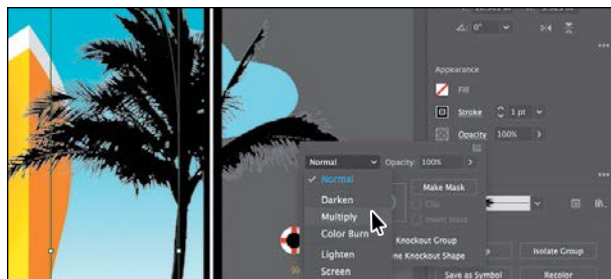 0°
Appearance
Fill
Stroke 1 pt
Opacity 100%
Normal Opacity: 100%
Normal
Make Mask
Darken
Clip
Multiply
Invert Mask
Color Burn
Knockout Group
Lighten
Knockout Shape
Isolate Group
Screen
Save as Symbol Recolor